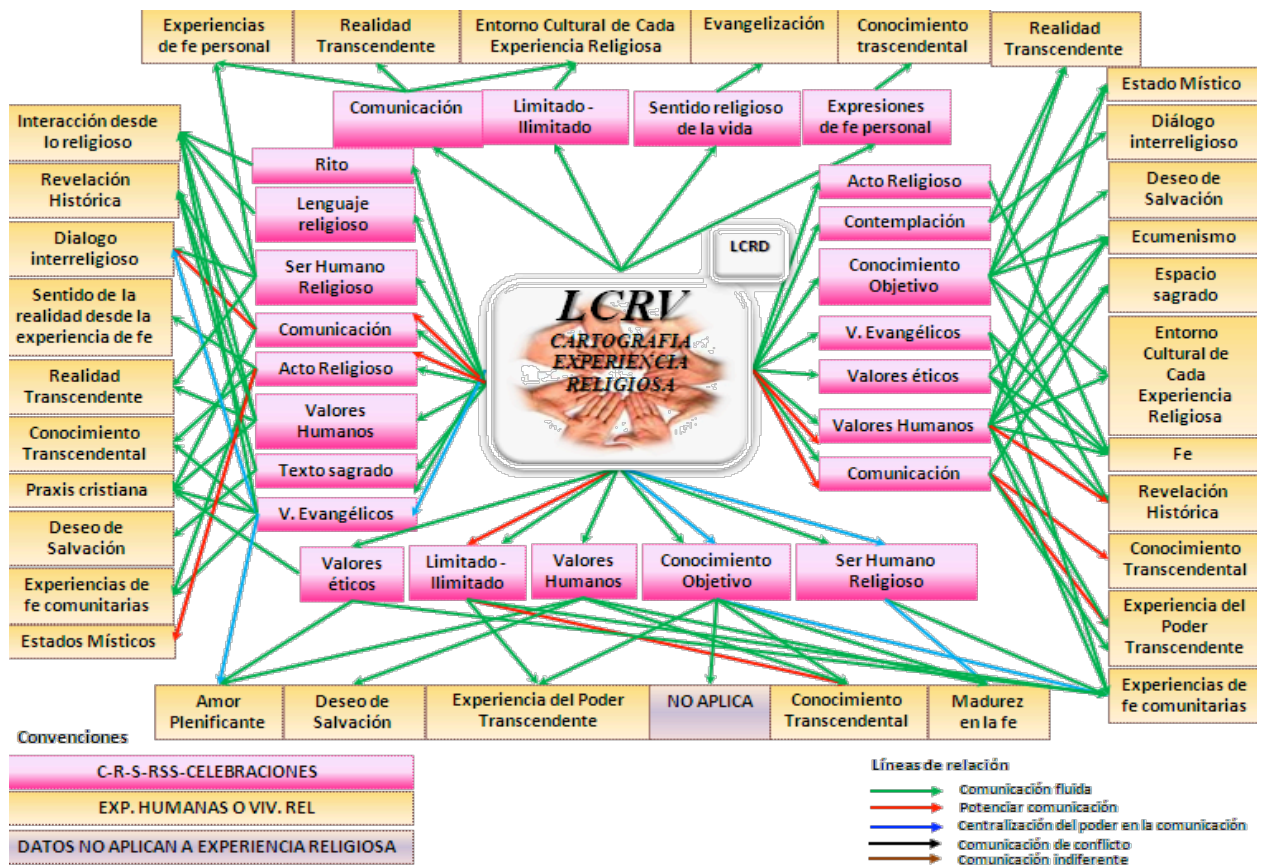 Experiencias
de fe personal
Realidad
Transcendente
Entorno Cultural de Cada
Experiencia Religiosa
Evangelización
Conocimiento
trascendental
Realidad
Transcendente
Comunicación
Limitado -
Ilimitado
Sentido religioso
de la vida
Expresiones
de fe personal
Interacción desde
lo religioso
Revelación
Histórica
Dialogo
interreligioso
Sentido de la
realidad desde la
experiencia de fe
Realidad
Transcendente
Conocimiento
Transcendental
Praxis cristiana
Deseo de
Salvación
Experiencias de
fe comunitarias
Estados Místicos
Rito
Lenguaje
religioso
Ser Humano
Religioso
Comunicación
Acto Religioso
Valores
Humanos
Texto sagrado
V. Evangélicos
LCRD
LCRV
CARTOGRAFIA
EXPERIENCIA
RELIGIOSA
Acto Religioso
Contemplación
Conocimiento
Objetivo
V. Evangélicos
Valores éticos
Valores Humanos
Comunicación
Estado Místico
Diálogo
interreligioso
Deseo de
Salvación
Ecumenismo
Espacio
sagrado
Entorno
Cultural de
Cada
Experiencia
Religiosa
Fe
Revelación
Histórica
Conocimiento
Transcendental
Experiencia del
Poder
Transcendente
Experiencias de
fe comunitarias
Valores
éticos
Limitado -
Ilimitado
Valores
Humanos
Conocimiento
Objetivo
Ser Humano
Religioso
Amor
Plenificante
Deseo de
Salvación
Experiencia del Poder
Transcendente
NO APLICA
Conocimiento
Transcendental
Madurez
en la fe
Convenciones
C-R-S-RSS-CELEBRACIONES
EXP. HUMANAS O VIV. REL
DATOS NO APLICAN A EXPERIENCIA RELIGIOSA
Líneas de relación
Comunicación fluida
Potenciar comunicación
Centralización del poder en la comunicación
Comunicación de conflicto
Comunicación indiferente